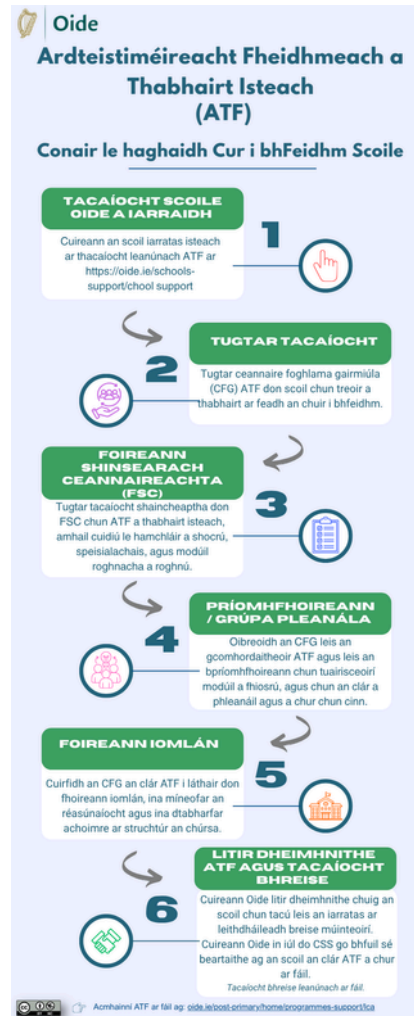 Oide
Ardteistiméireacht Fheidhmeach a
Thabhairt Isteach
(ATF)
Conair le haghaidh Cur i bhFeidhm Scoile
TACAÍOCHT SCOILE
OIDE A IARRAIDH
1
Cuireann an scoil iarratas isteach
ar thacaíocht leanúnach ATF ar
https://oide.ie/schools-
support/chool support
TUGTAR TACAÍOCHT
2
Tugtar ceannaire foghlama gairmiúla
(CFG) ATF don scoil chun treoir a
thabhairt ar feadh an chuir i bhfeidhm.
FOIREANN
SHINSEARACH
CEANNAIREACHTA
(FSC)
3
Tugtar tacaíocht shaincheaptha don
FSC chun ATF a thabhairt isteach,
amhail cuidiú le hamchláir a shocrú,
speisialachais, agus modúil
roghnacha a roghnú.
PRÍOMHFHOIREANN
/ GRÚPA PLEANÁLA
4
Oibreoidh an CFG leis an
gcomhordaitheoir ATF agus leis an
bpríomhfhoireann chun tuairisceoirí
modúil a fhiosrú, agus chun an clár a
phleanáil agus a chur chun cinn.
FOIREANN IOMLÁN
5
Cuirfidh an CFG an clár ATF i láthair don
fhoireann iomlán, ina míneofar an
réasúnaíocht agus ina dtabharfar
achoimre ar struchtúr an chúrsa.
LITIR DHEIMHNITHE
ATF AGUS TACAÍOCHT
BHREISE
6
Cuireann Oide litir dheimhnithe chuig an
scoil chun tacú leis an iarratas ar
leithdháileadh breise múinteoirí.
Cuireann Oide in iúl do CSS go bhfuil sé
beartaithe ag an scoil an clár ATF a chur
ar fáil.
Tacaíocht bhreise leanúnach ar fáil.
Acmhainní ATF ar fáil ag: oide.ie/post-primary/home/programmes-support/lca